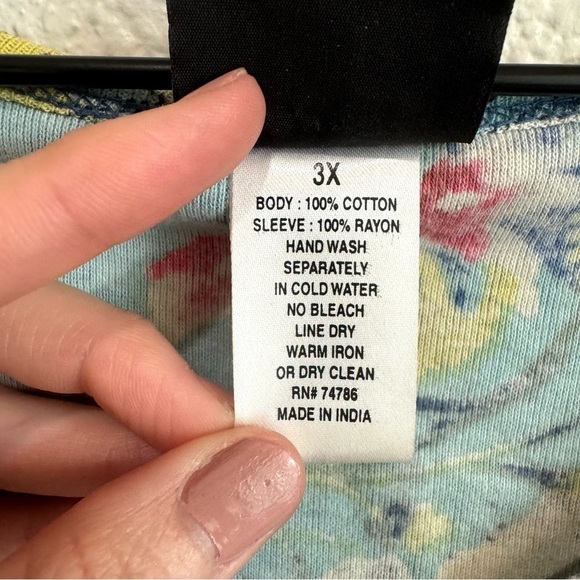 3X
BODY : 100% COTTON
SLEEVE : 100% RAYON
HAND WASH
SEPARATELY
IN COLD WATER
NO BLEACH
LINE DRY
WARM IRON
OR DRY CLEAN
RN# 74786
MADE IN INDIA